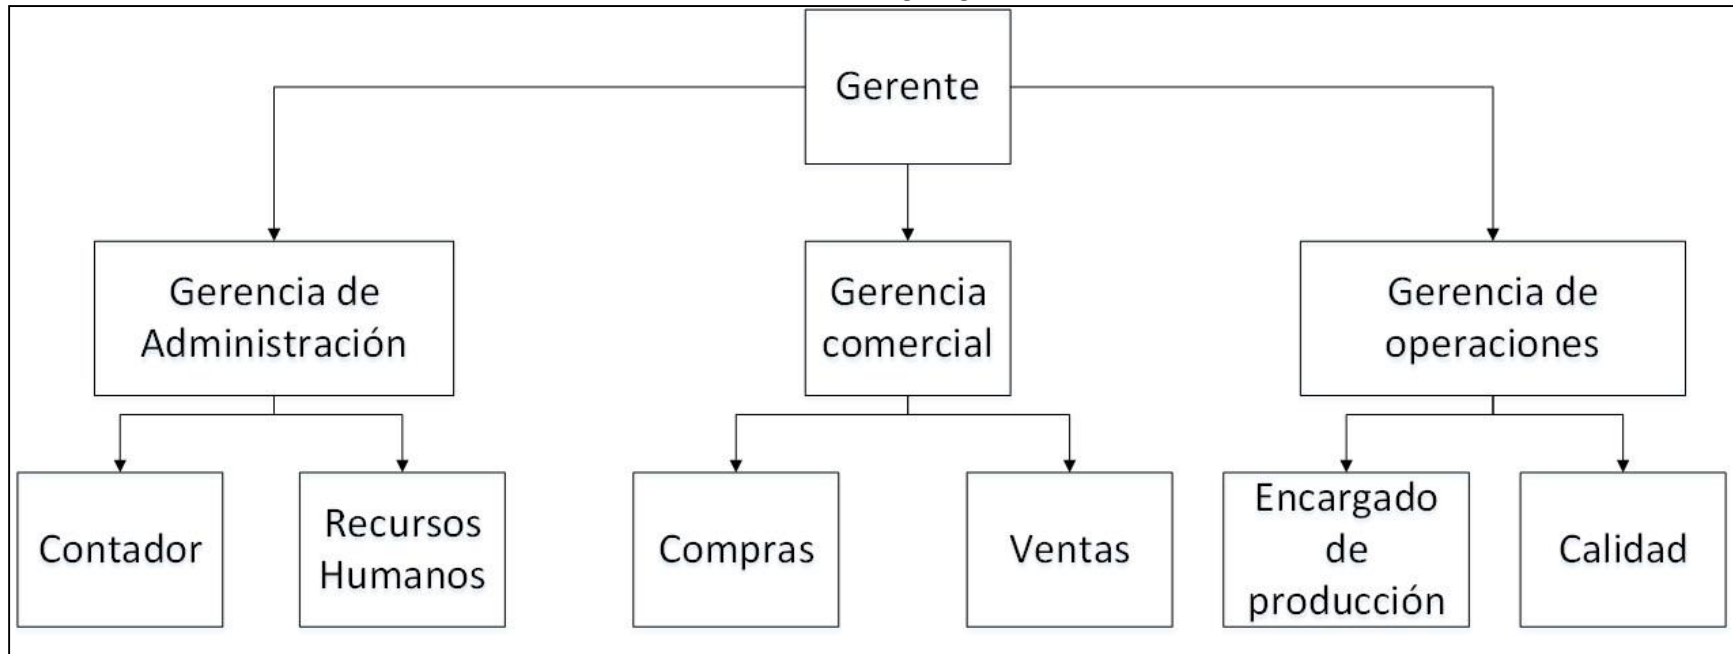 Gerente
Gerencia de
Administración
Gerencia
comercial
Gerencia de
operaciones
Contador
Recursos
Humanos
Compras
Ventas
Encargado
de
producción
Calidad